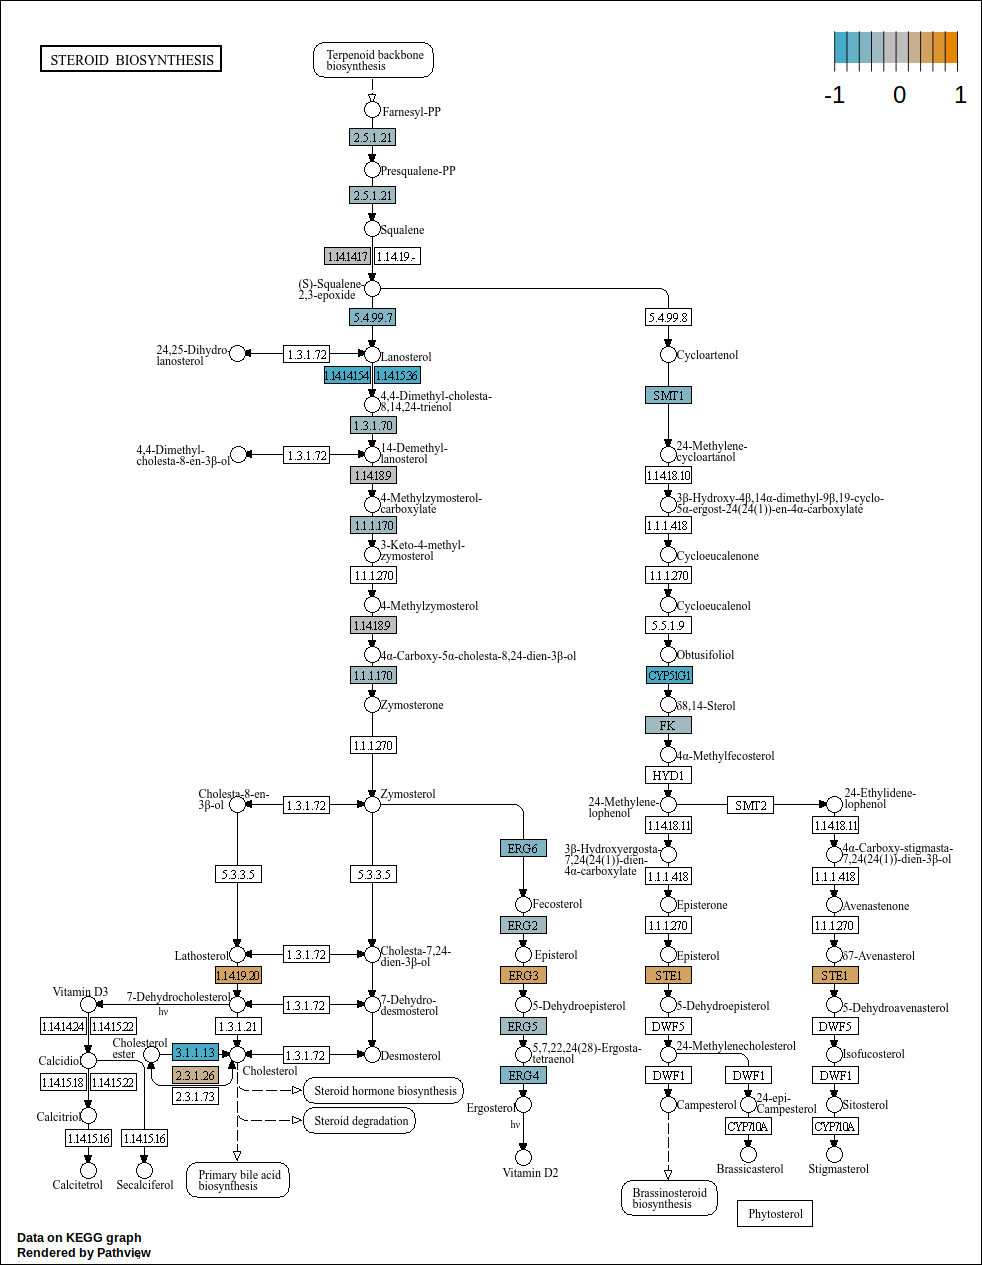 STEROID BIOSYNTHESIS
-1 0 1
Terpenoid backbone
biosynthesis
Farnesyl-PP
2.5.1.21
Presqualene-PP
2.5.1.21
Squalene
1.14.14.17 1.14.19.-
(S)-Squalene-
2,3-epoxide
5.4.99.7
5.4.99.8
24,25-Dihydro
lanosterol
1.3.1.72
Lanosterol
Cycloartenol
1.14.14.154 1.14.15.36
4,4-Dimethyl-cholesta-
8,14,24-trienol
SMT1
1.3.1.70
4,4-Dimethyl-
cholesta-8-en-3β-ol
1.3.1.72
14-Demethyl-
lanosterol
24-Methylene-
cycloartanol
1.14.18.9
1.14.18.10
4-Methylzymosterol-
carboxylate
3β-Hydroxy-4β,14α-dimethyl-9β,19-cyclo-
5α-ergost-24(24(1))-en-4α-carboxylate
1.1.1.170
1.1.1.418
3-Keto-4-methyl-
zymosterol
Cycloeucalenone
1.1.1.270
1.1.1.270
4-Methylzymosterol
Cycloeucalenol
1.14.18.9
5.5.1.9
4α-Carboxy-5α-cholesta-8,24-dien-3β-ol
Obtusifoliol
1.1.1.170
CYP51G1
Zymosterone
δ8,14-Sterol
FK
1.1.1.270
4α-Methylfecosterol
HYD1
Cholesta-8-en-
3β-ol
1.3.1.72
Zymosterol
24-Methylene-
lophenol
SMT2
24-Ethylidene-
lophenol
1.14.18.11
1.14.18.11
ERG6
3β-Hydroxyergosta-
7,24(24(1))-dien-
4α-carboxylate
4α-Carboxy-stigmasta-
7,24(24(1))-dien-3β-ol
5.3.3.5
5.3.3.5
1.1.1.418
1.1.1.418
Fecosterol
Episterone
Avenastenone
ERG2
1.1.1.270
1.1.1.270
Lathosterol
1.3.1.72
Cholesta-7,24-
dien-3β-ol
Episterol
Episterol
δ7-Avenasterol
1.14.19.20
ERG3
STE1
STE1
Vitamin D3
7-Dehydrocholesterol
hν
1.3.1.72
7-Dehydro-
desmosterol
5-Dehydroepisterol
5-Dehydroepisterol
5-Dehydroavenasterol
1.14.14.24 1.14.15.22
1.3.1.21
ERG5
DWF5
DWF5
Cholesterol
ester
Calcidiol
3.1.1.13
1.3.1.72
Desmosterol
5,7,22,24(28)-Ergosta-
tetraenol
24-Methylenecholesterol
Isofucosterol
Cholesterol
1.14.15.18 1.14.15.22
2.3.1.26
2.3.1.73
ERG4
DWF1
DWF1
DWF1
Steroid hormone biosynthesis
Calcitriol
Ergosterol
Campesterol
24-epi-
Campesterol
Sitosterol
Steroid degradation
hν
CYP710A
CYP710A
1.14.15.16
1.14.15.16
Calcitetrol
Secalciferol
Primary bile acid
biosynthesis
Vitamin D2
Brassicasterol
Stigmasterol
Brassinosteroid
biosynthesis
Phytosterol
Data on KEGG graph
Rendered by Pathview